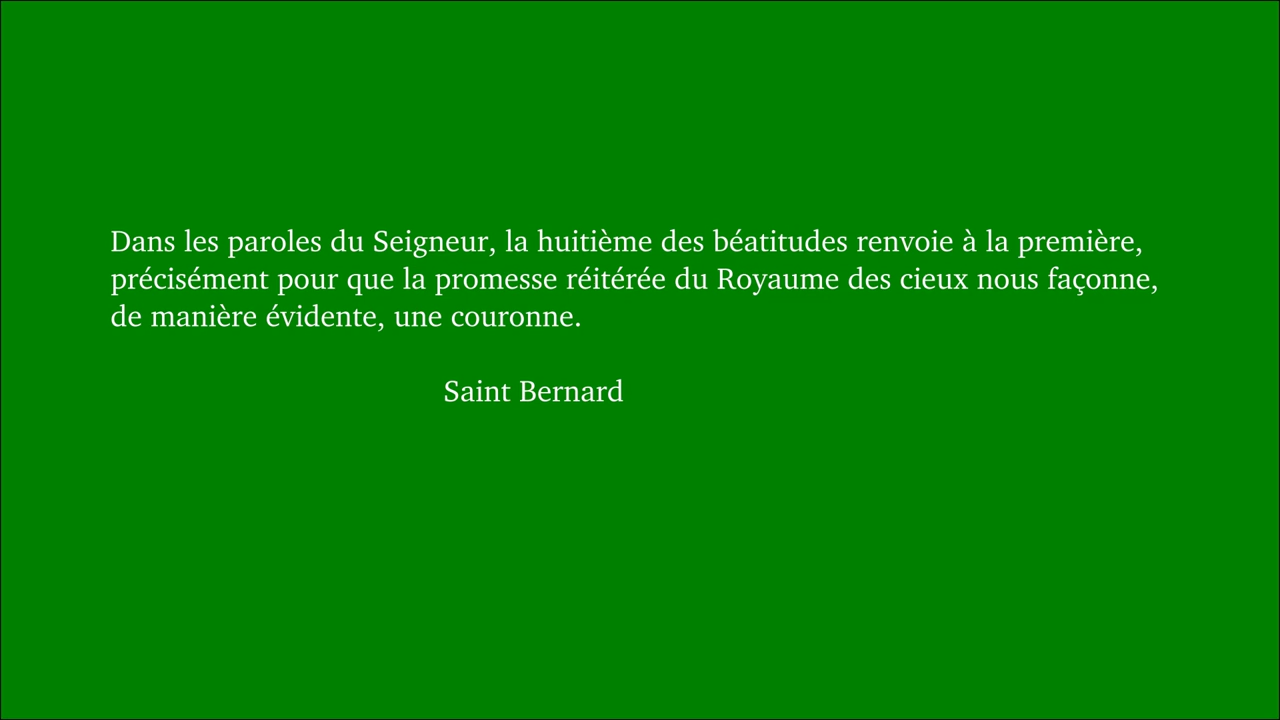 Dans les paroles du Seigneur, la huitième des béatitudes renvoie à la première,
précisément pour que la promesse réitérée du Royaume des cieux nous façonne,
de manière évidente, une couronne.
Saint Bernard